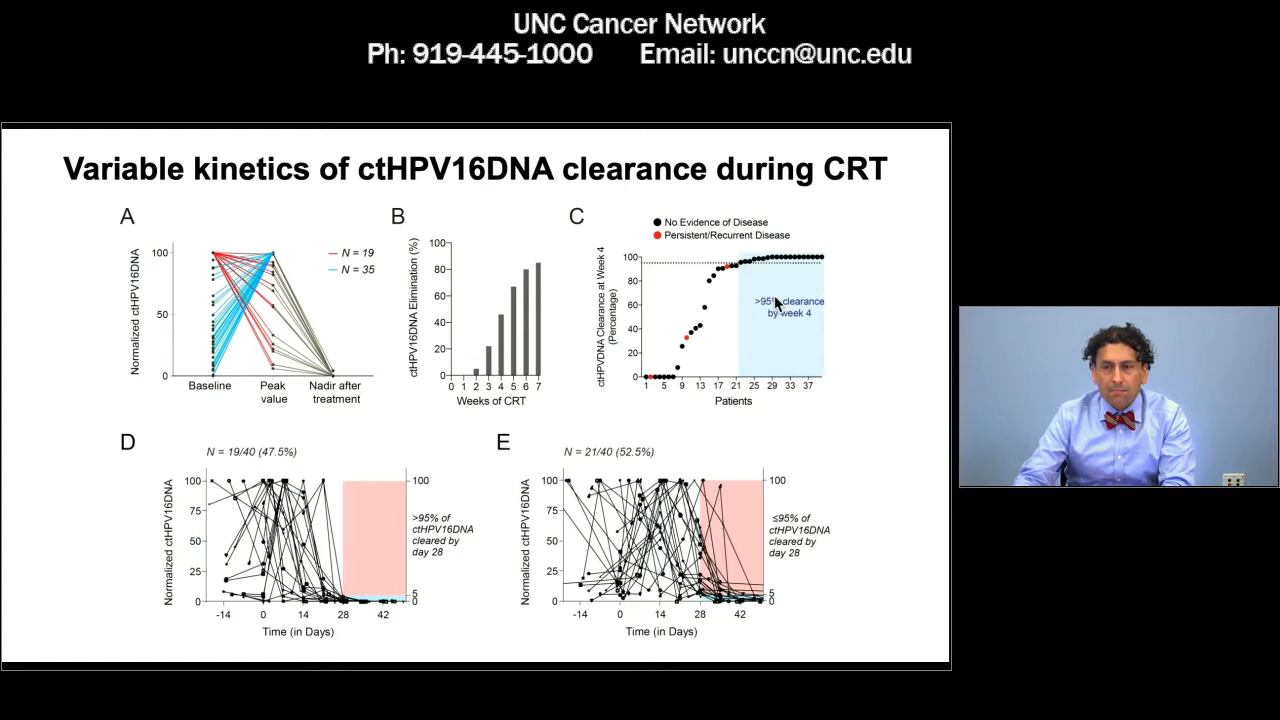 UNC Cancer Network
Ph: 919-445-1000 Email: unccn@unc.edu
Variable kinetics of ctHPV16DNA clearance during CRT
A
Normalized ctHPV16DNA
100
50
0
N = 19
N = 35
Baseline
Peak value
Nadir after treatment
B
ctHPV16DNA Elimination (%)
100
80
60
40
20
0
0 1 2 3 4 5 6 7
Weeks of CRT
C
No Evidence of Disease
Persistent/Recurrent Disease
ctHPVDNA Clearance at Week 4
(Percentage)
100
80
60
40
20
0
>95% clearance
by week 4
1 5 9 13 17 21 25 29 33 37
Patients
D
N = 19/40 (47.5%)
Normalized ctHPV16DNA
100
75
50
25
0
100
>95% of
ctHPV16DNA
cleared by
day 28
5
0
-14 0 14 28 42
Time (in Days)
E
N = 21/40 (52.5%)
Normalized ctHPV16DNA
100
75
50
25
0
100
≤95% of
ctHPV16DNA
cleared by
day 28
5
0
-14 0 14 28 42
Time (in Days)